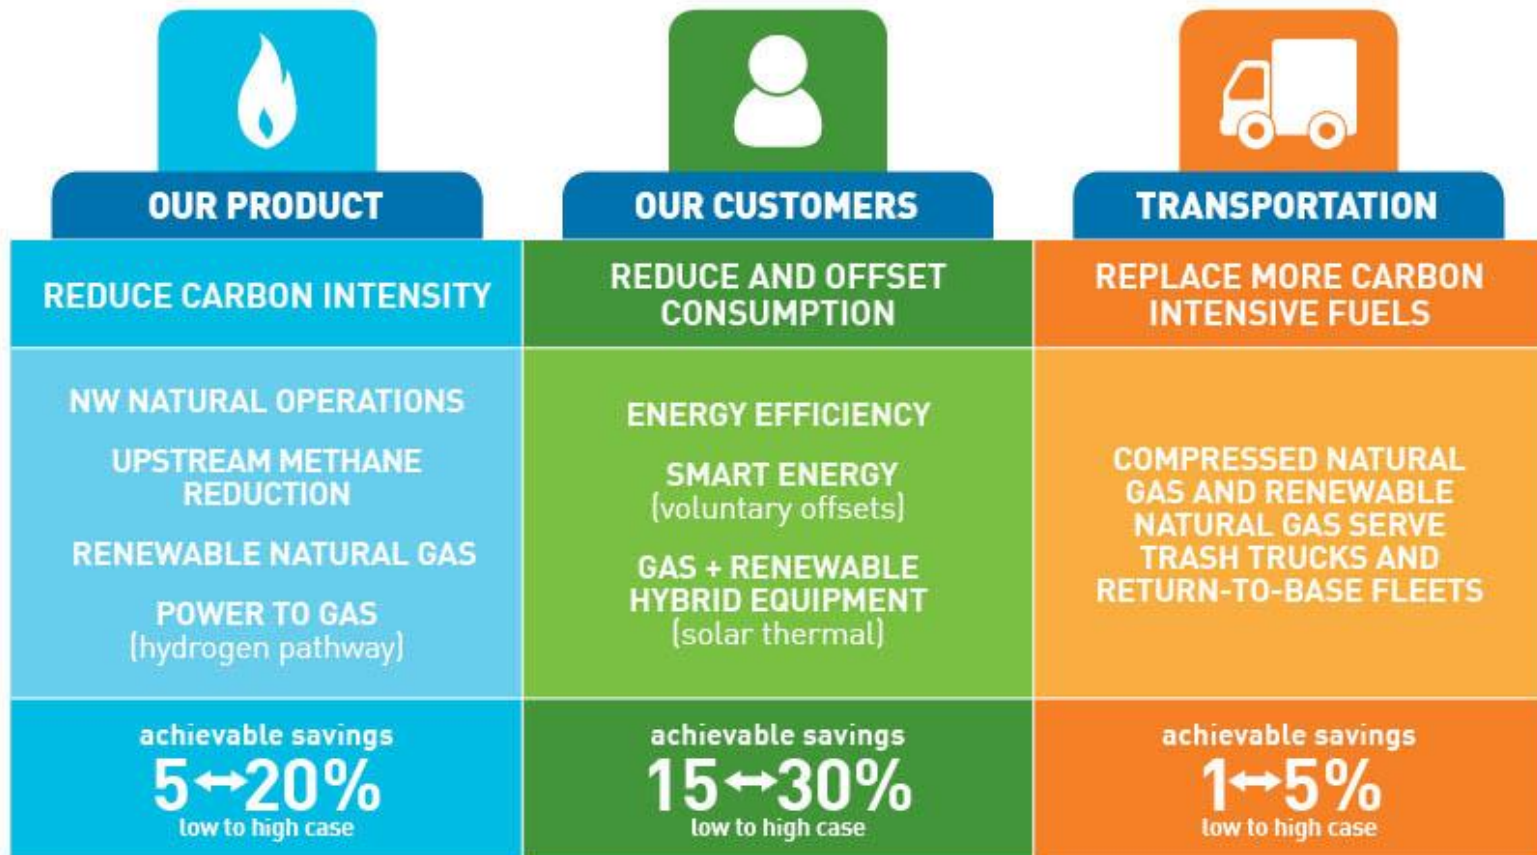 OUR PRODUCT
REDUCE CARBON INTENSITY
NW NATURAL OPERATIONS
UPSTREAM METHANE
REDUCTION
RENEWABLE NATURAL GAS
POWER TO GAS
(hydrogen pathway)
achievable savings
5↔20%
low to high case
OUR CUSTOMERS
REDUCE AND OFFSET
CONSUMPTION
ENERGY EFFICIENCY
SMART ENERGY
(voluntary offsets)
GAS + RENEWABLE
HYBRID EQUIPMENT
(solar thermal)
achievable savings
15↔30%
low to high case
TRANSPORTATION
REPLACE MORE CARBON
INTENSIVE FUELS
COMPRESSED NATURAL
GAS AND RENEWABLE
NATURAL GAS SERVE
TRASH TRUCKS AND
RETURN-TO-BASE FLEETS
achievable savings
1↔5%
low to high case